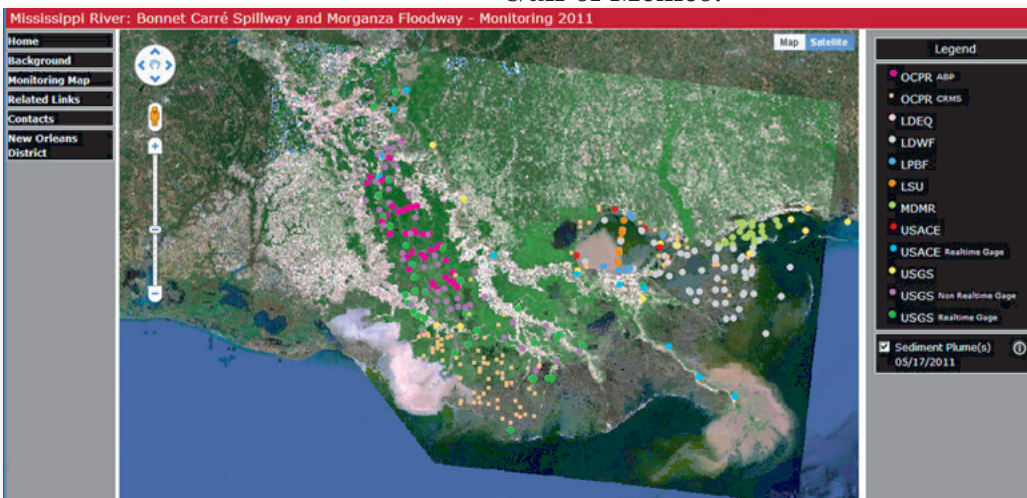 Mississippi River: Bonnet Carré Spillway and Morganza Floodway - Monitoring 2011
Home
Background
Monitoring Map
Related Links
Contacts
New Orleans
District
Map Satellite
Legend
OCPR ABP
OCPR CRMS
LDEQ
LDWF
LPBF
LSU
MDMR
USACE
USACE Realtime Gage
USGS
USGS Non Realtime Gage
USGS Realtime Gage
Sediment Plume(s)
05/17/2011